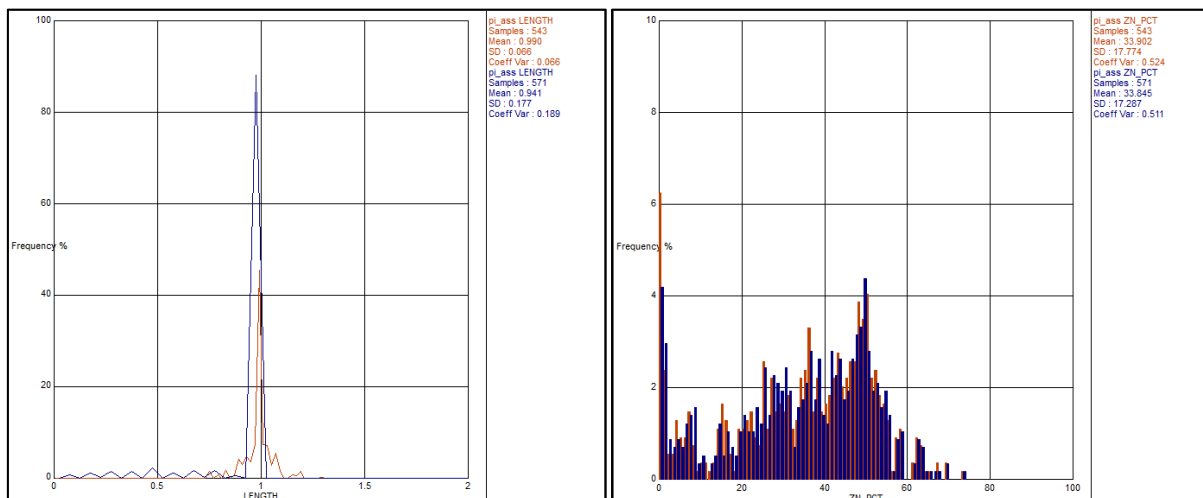 100
80
60
40
20
0
Frequency %
0
0.5
1
1.5
2
LENGTH
pi_ass LENGTH
Samples : 543
Mean : 0.990
SD : 0.066
Coeff Var : 0.066
pi_ass LENGTH
Samples : 571
Mean : 0.941
SD : 0.177
Coeff Var : 0.189
10
8
6
4
2
0
Frequency %
0
20
40
60
80
100
ZN_PCT
pi_ass ZN_PCT
Samples : 543
Mean : 33.902
SD : 17.774
Coeff Var : 0.524
pi_ass ZN_PCT
Samples : 571
Mean : 33.845
SD : 17.287
Coeff Var : 0.511